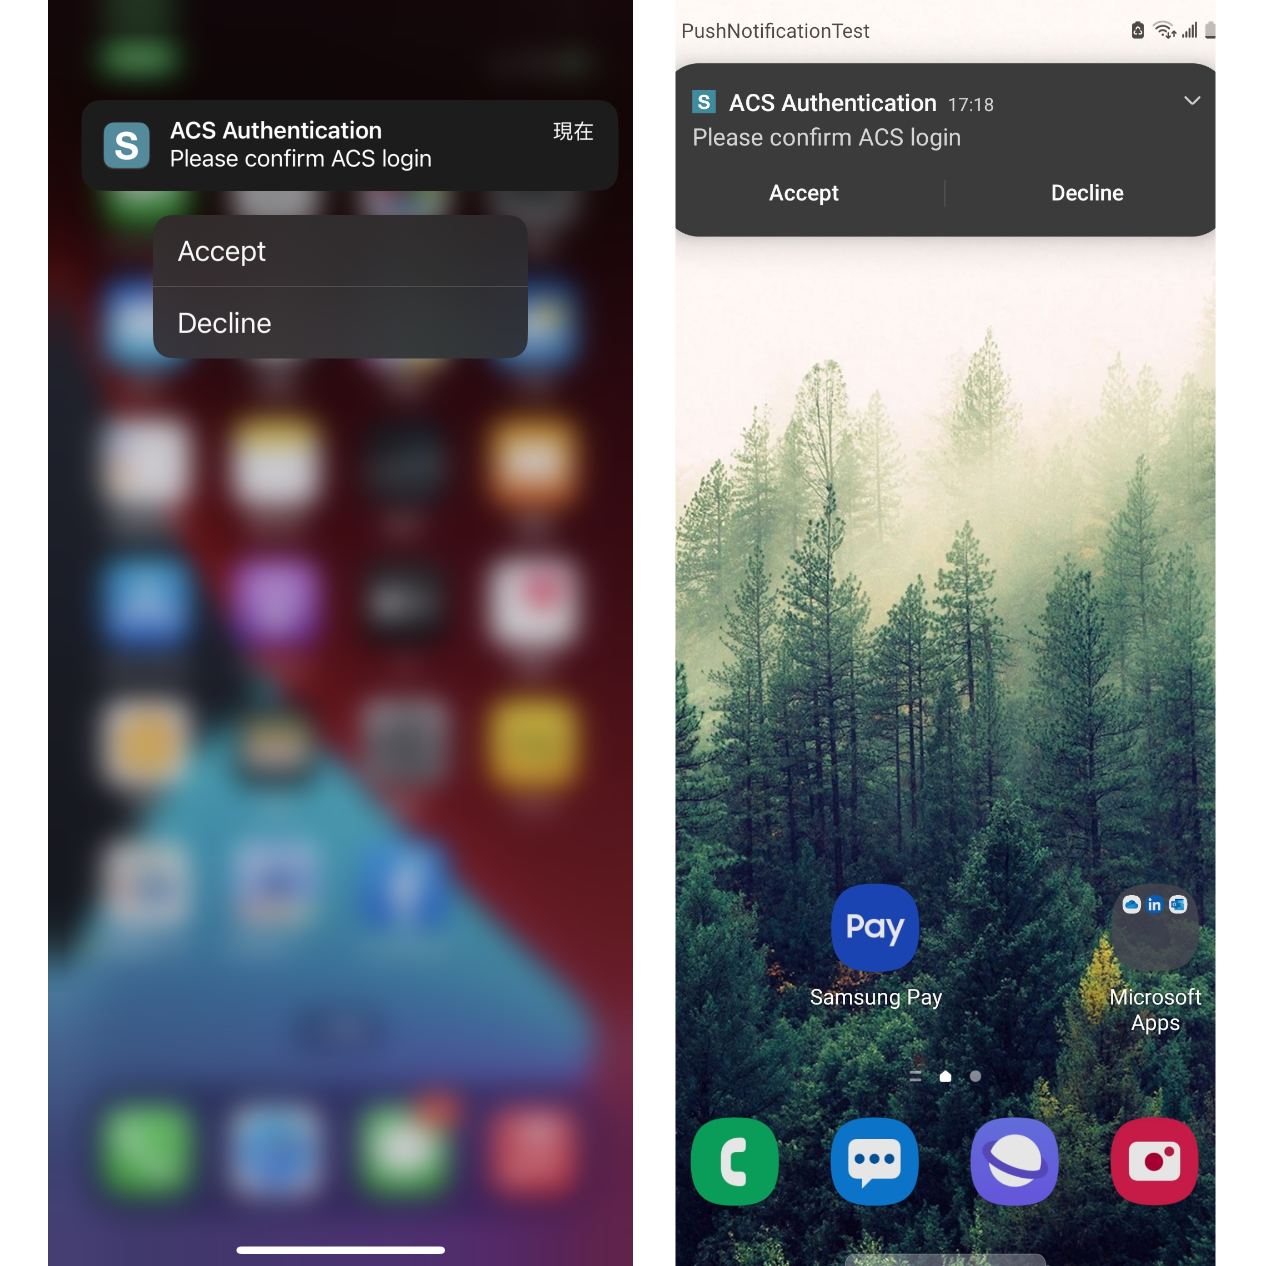 S
ACS Authentication
現在
Please confirm ACS login
Accept
Decline
PushNotificationTest
S
ACS Authentication 17:18
Please confirm ACS login
Accept
Decline
Pay
in
Samsung Pay
Microsoft
Apps